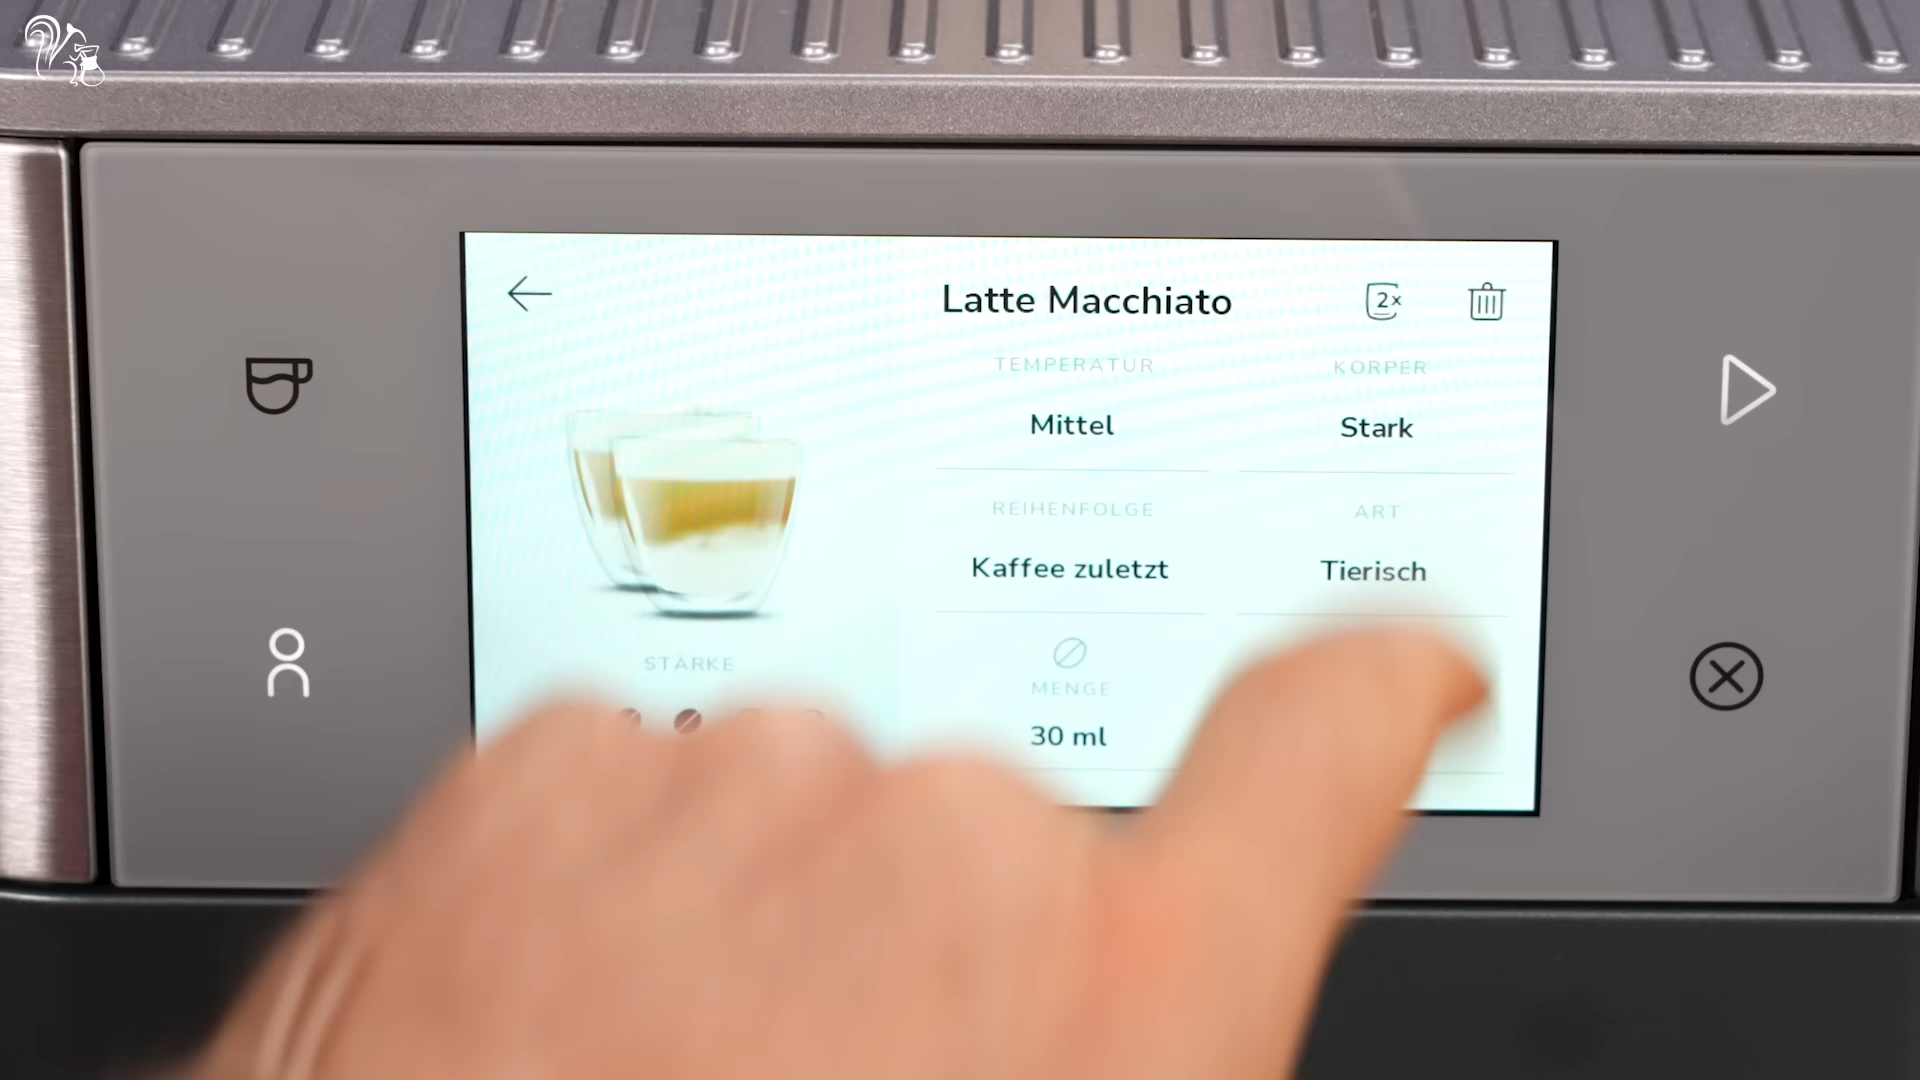 Latte Macchiato
2x
TEMPERATUR
KÖRPER
Mittel
Stark
REIHENFOLGE
ART
Kaffee zuletzt
Tierisch
STÄRKE
MENGE
30 ml